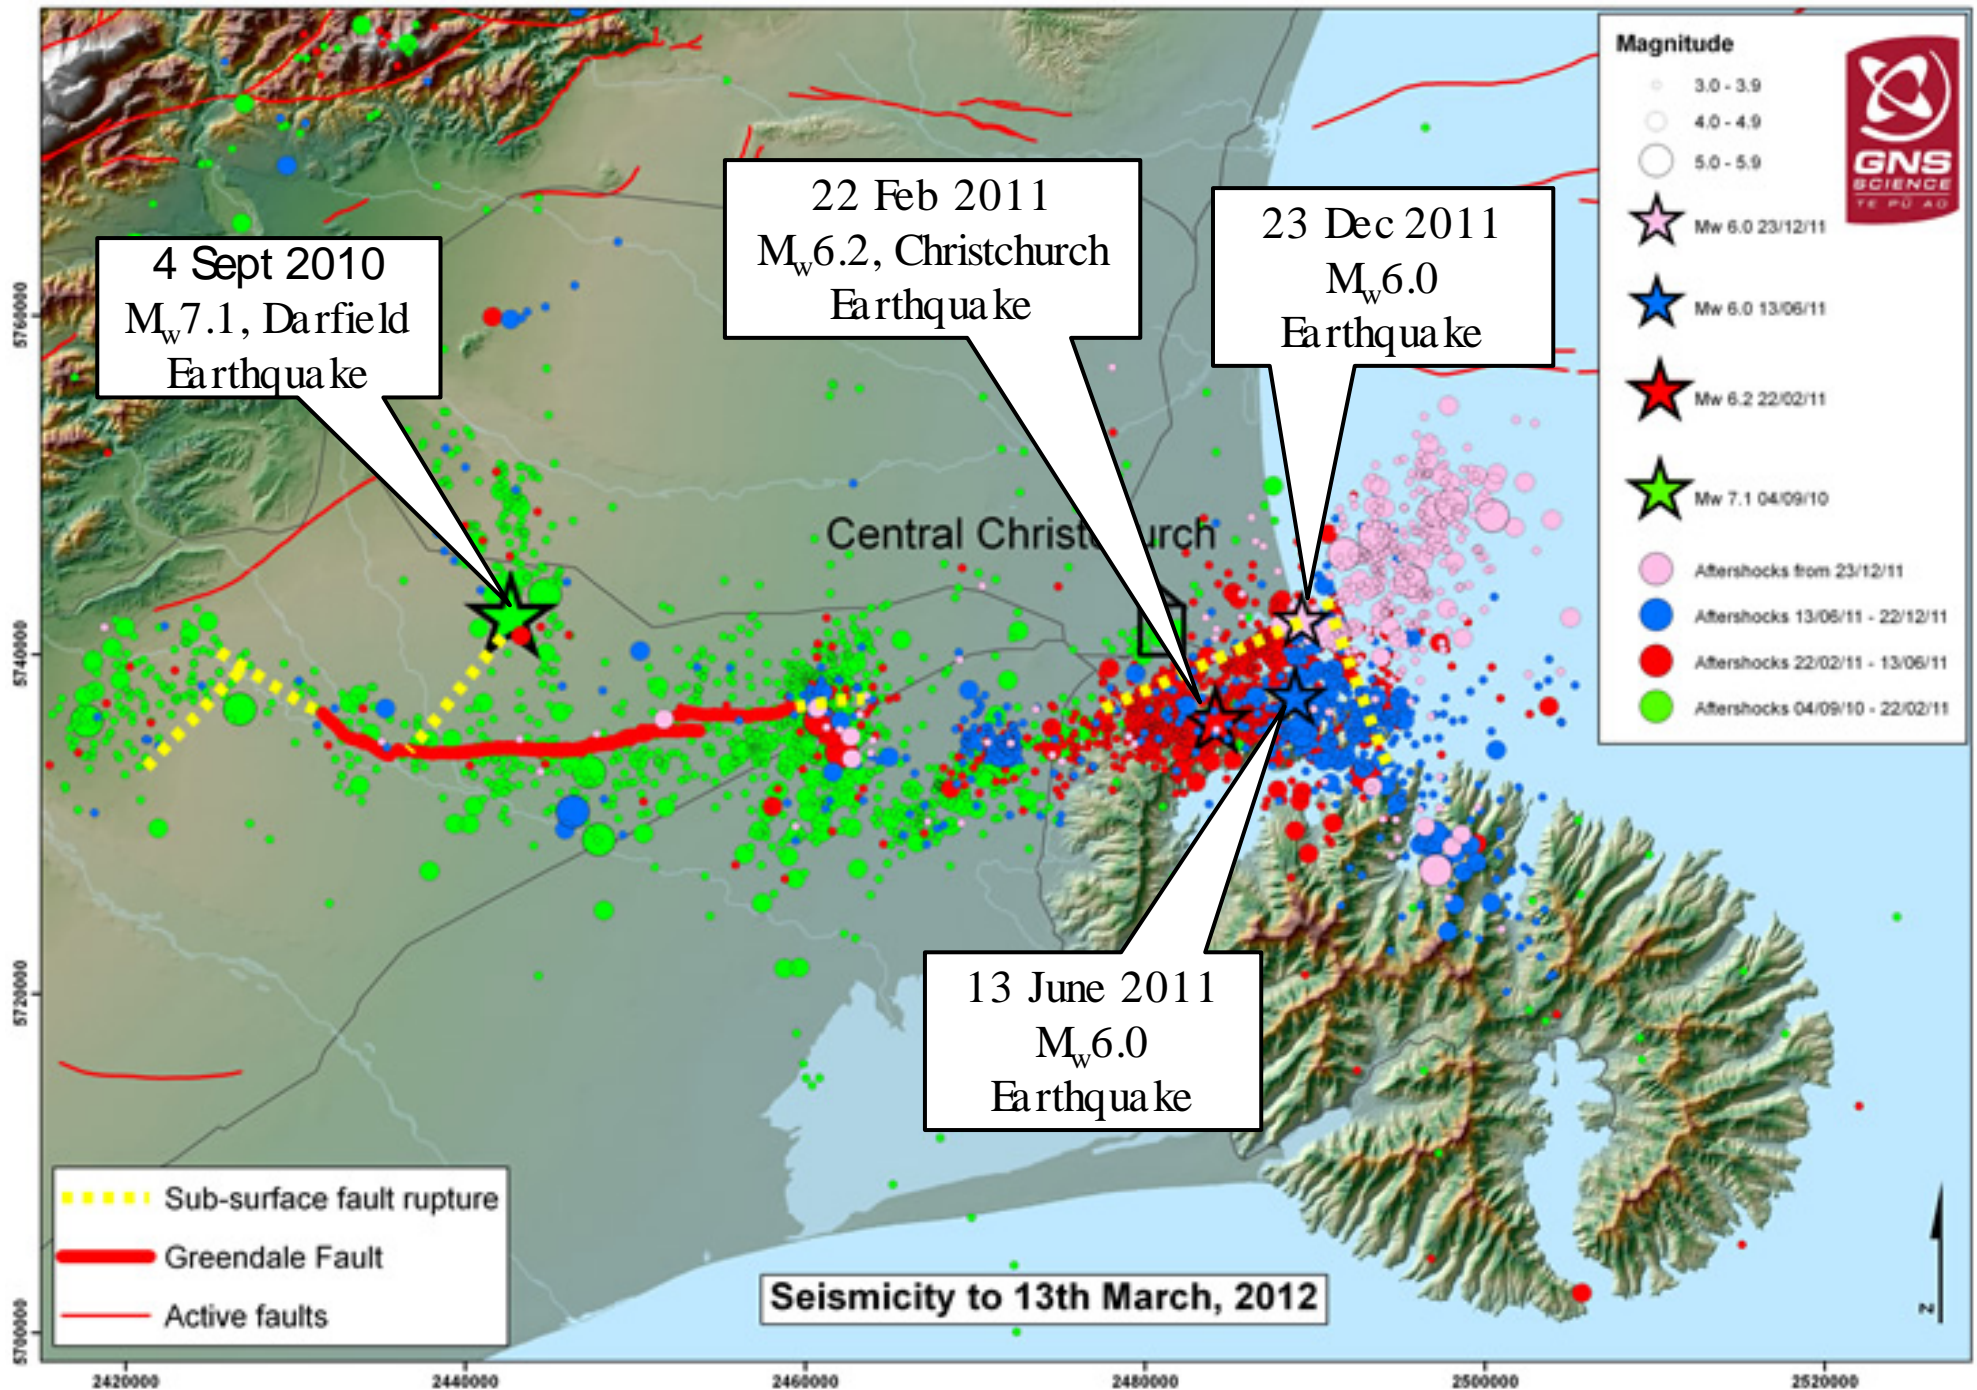 Magnitude
3.0 - 3.9
4.0 - 4.9
5.0 - 5.9
GNS
SCIENCE
TE PŪ AO
Mw 6.0 23/12/11
Mw 6.0 13/06/11
Mw 6.2 22/02/11
Mw 7.1 04/09/10
Aftershocks from 23/12/11
Aftershocks 13/06/11 - 22/12/11
Aftershocks 22/02/11 - 13/06/11
Aftershocks 04/09/10 - 22/02/11
22 Feb 2011
Mw6.2, Christchurch
Earthquake
23 Dec 2011
Mw6.0
Earthquake
4 Sept 2010
Mw7.1, Darfield
Earthquake
Central Christchurch
13 June 2011
Mw6.0
Earthquake
Sub-surface fault rupture
Greendale Fault
Active faults
Seismicity to 13th March, 2012
N
5760000
5740000
5720000
5700000
2420000
2440000
2460000
2480000
2500000
2520000